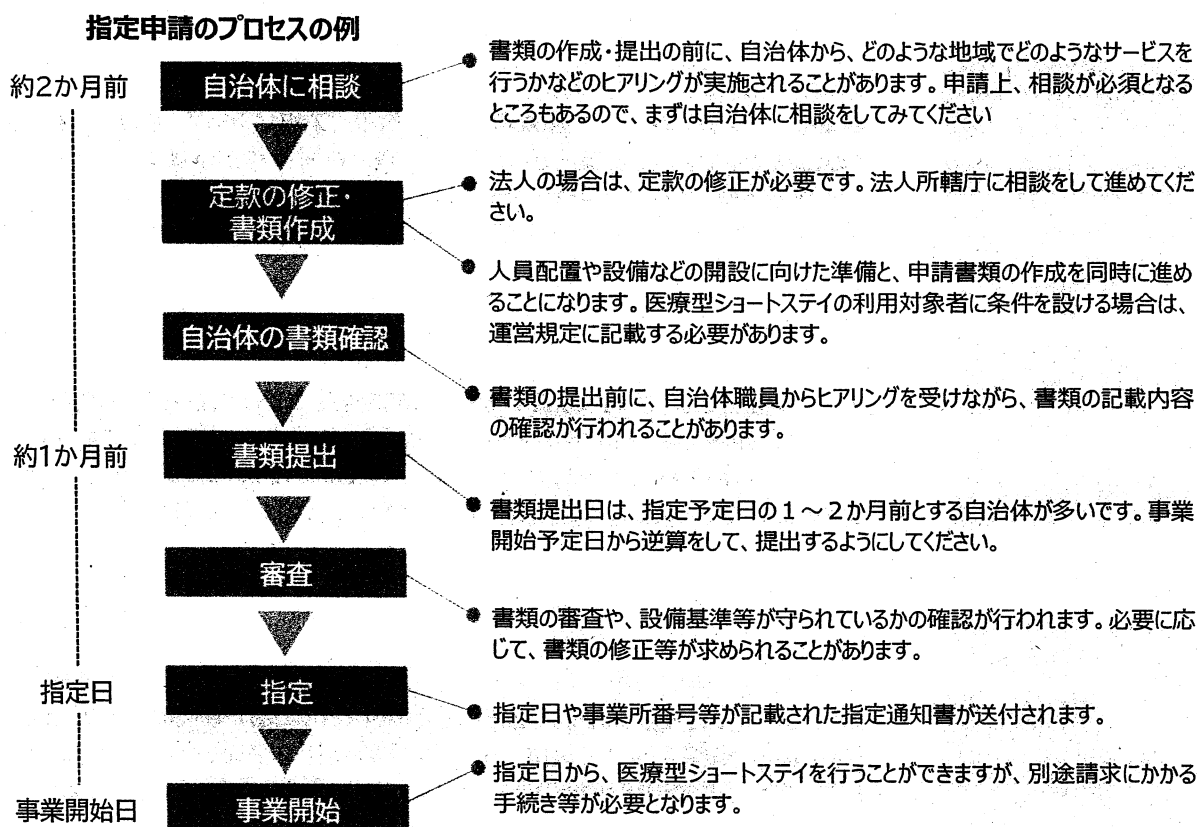 指定申請のプロセスの例
約2か月前
自治体に相談
書類の作成・提出の前に、自治体から、どのような地域でどのようなサービスを
行うかなどのヒアリングが実施されることがあります。申請上、相談が必須となる
ところもあるので、まずは自治体に相談をしてみてください
定款の修正・
書類作成
法人の場合は、定款の修正が必要です。法人所轄庁に相談をして進めてくだ
さい。
人員配置や設備などの開設に向けた準備と、申請書類の作成を同時に進め
ることになります。医療型ショートステイの利用対象者に条件を設ける場合は、
運営規定に記載する必要があります。
自治体の書類確認
書類の提出前に、自治体職員からヒアリングを受けながら、書類の記載内容
の確認が行われることがあります。
約1か月前
書類提出
書類提出日は、指定予定日の1～2か月前とする自治体が多いです。事業
開始予定日から逆算をして、提出するようにしてください。
審査
書類の審査や、設備基準等が守られているかの確認が行われます。必要に応
じて、書類の修正等が求められることがあります。
指定日
指定
指定日や事業所番号等が記載された指定通知書が送付されます。
事業開始日
事業開始
指定日から、医療型ショートステイを行うことができますが、別途請求にかかる
手続き等が必要となります。